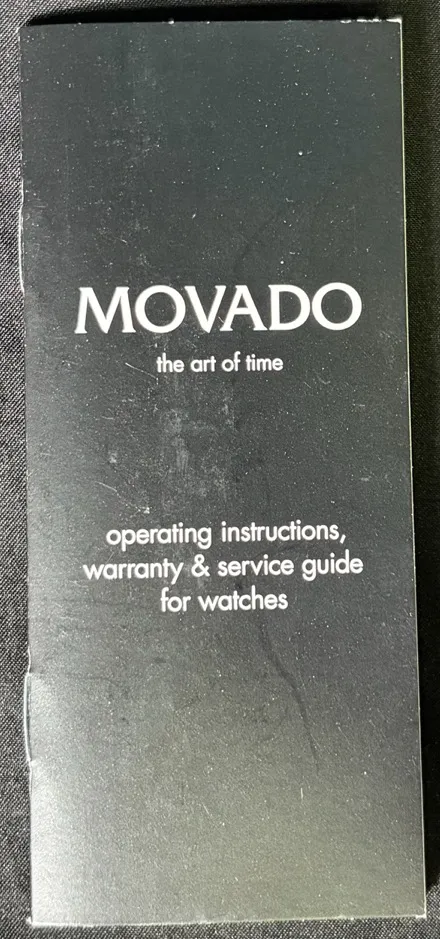 MOVADO
the art of time
operating instructions,
warranty & service guide
for watches